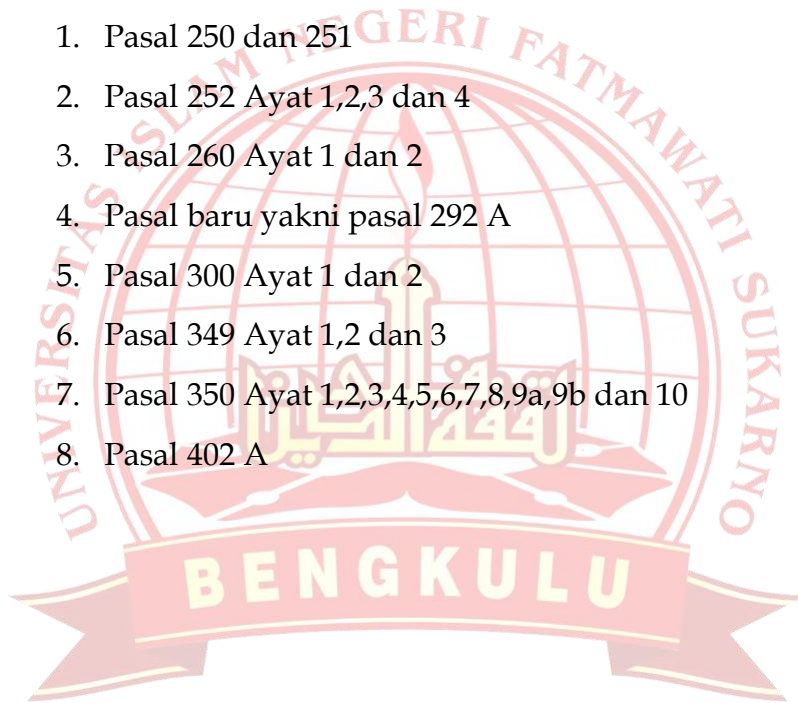 1. Pasal 250 dan 251
2. Pasal 252 Ayat 1,2,3 dan 4
3. Pasal 260 Ayat 1 dan 2
4. Pasal baru yakni pasal 292 A
5. Pasal 300 Ayat 1 dan 2
6. Pasal 349 Ayat 1,2 dan 3
7. Pasal 350 Ayat 1,2,3,4,5,6,7,8,9a,9b dan 10
8. Pasal 402 A
UNIVERSITAS ISLAM NEGERI FATMAWATI SUKARNO
BENGKULU